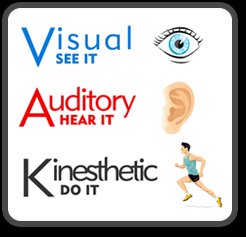 Visual
SEE IT
Auditory
HEAR IT
Kinesthetic
DO IT